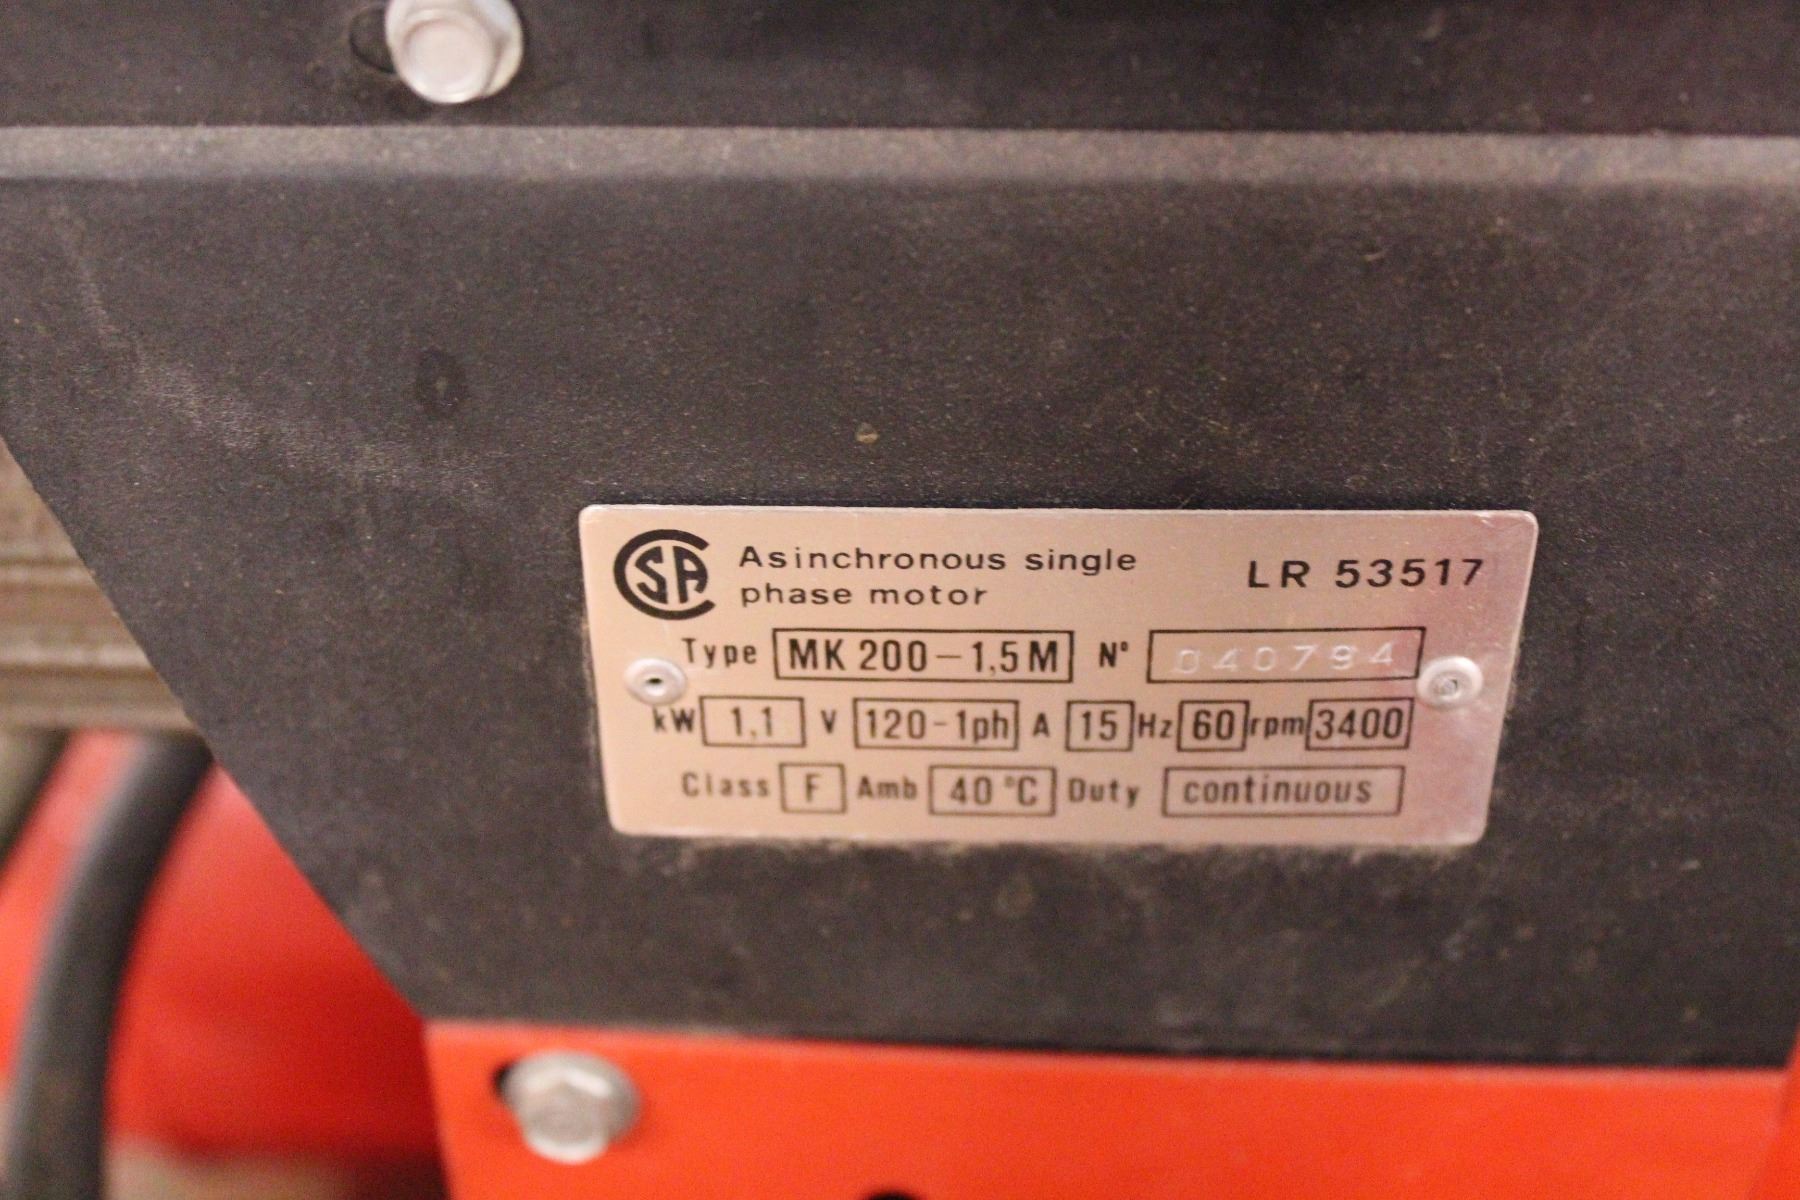 CSA Asinchronous single
phase motor
LR 53517
Type MK 200-1,5 M N° 040794
kW 1,1 V 120-1ph A 15 Hz 60 rpm 3400
Class F Amb 40 °C Duty continuous